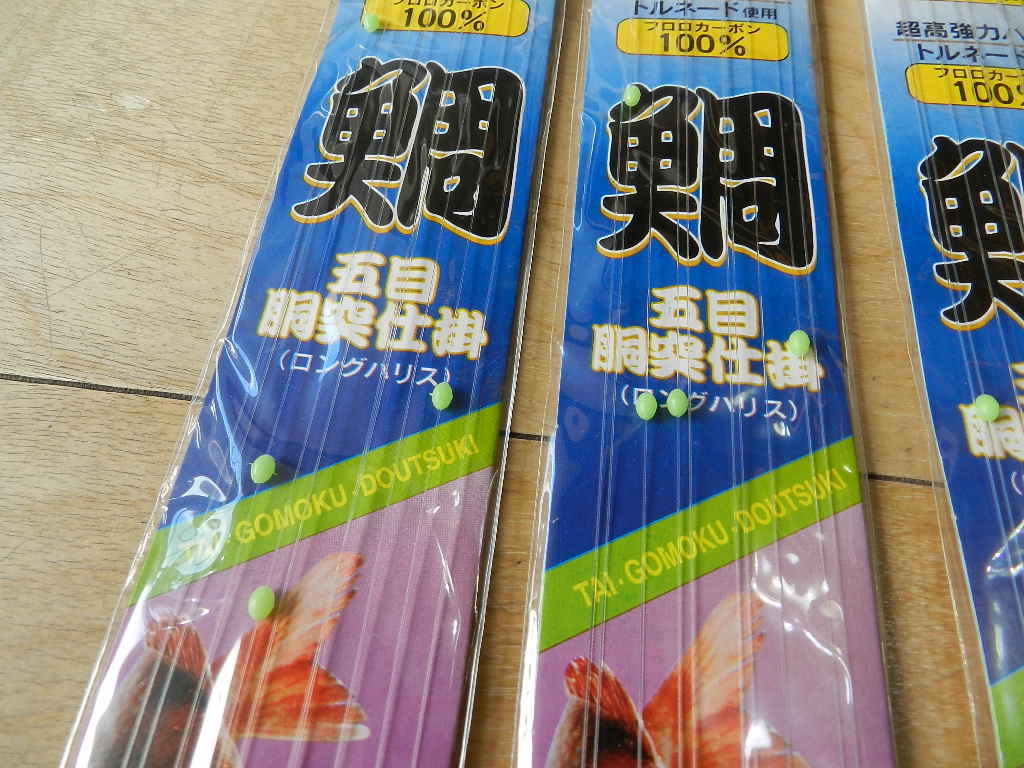 フロロカーボン
100%
鯛
五目
胴突仕掛
(ロングハリス)
TAI・GOMOKU・DOUTSUKI
トルネード使用
フロロカーボン
100%
鯛
五目
胴突仕掛
(ロングハリス)
TAI・GOMOKU・DOUTSUKI
超高強力ハ
トルネー
フロロカー
100%
鯛
胴